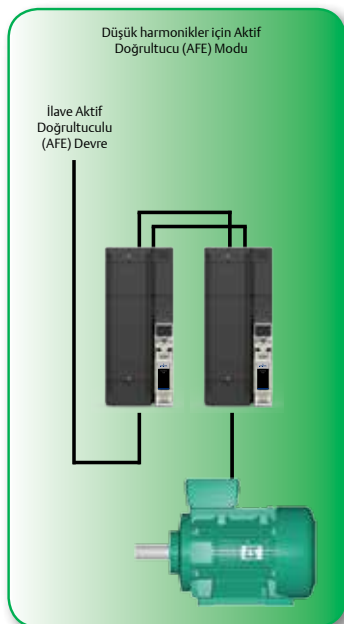 Düşük harmonikler için Aktif
Doğrultucu (AFE) Modu
İlave Aktif
Doğrultuculu
(AFE) Devre